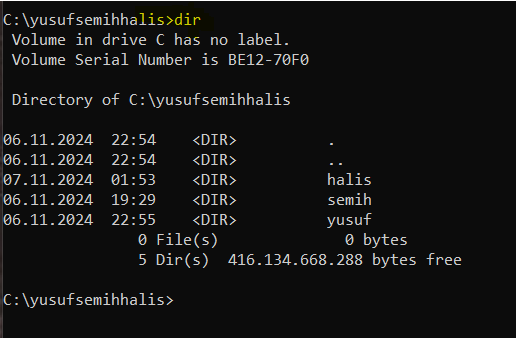 C:\yusufsemihhalis>dir
Volume in drive C has no label.
Volume Serial Number is BE12-70F0
Directory of C:\yusufsemihhalis
06.11.2024  22:54    <DIR>          .
06.11.2024  22:54    <DIR>          ..
07.11.2024  01:53    <DIR>          halis
06.11.2024  19:29    <DIR>          semih
06.11.2024  22:55    <DIR>          yusuf
0 File(s)              0 bytes
5 Dir(s)  416.134.668.288 bytes free
C:\yusufsemihhalis>